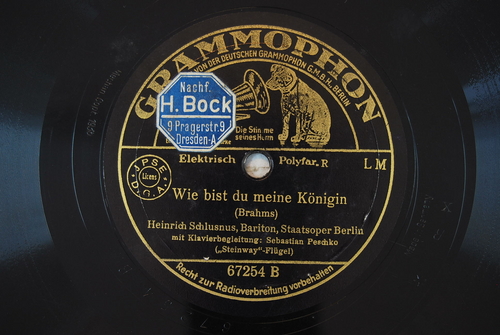 GRAMMOPHON
VON DER DEUTSCHEN GRAMMOPHON G.M.B.H. BERLIN
Nachf.
H. Bock
9 Pragerstr. 9
Dresden-A.
Die Stimme
seines Herrn
Elektrisch Polyfar. R LM
Licenz
Wie bist du meine Königin
(Brahms)
Heinrich Schlusnus, Bariton, Staatsoper Berlin
mit Klavierbegleitung: Sebastian Peschko
(„Steinway"-Flügel)
67254 B
Recht zur Radioverbreitung vorbehalten